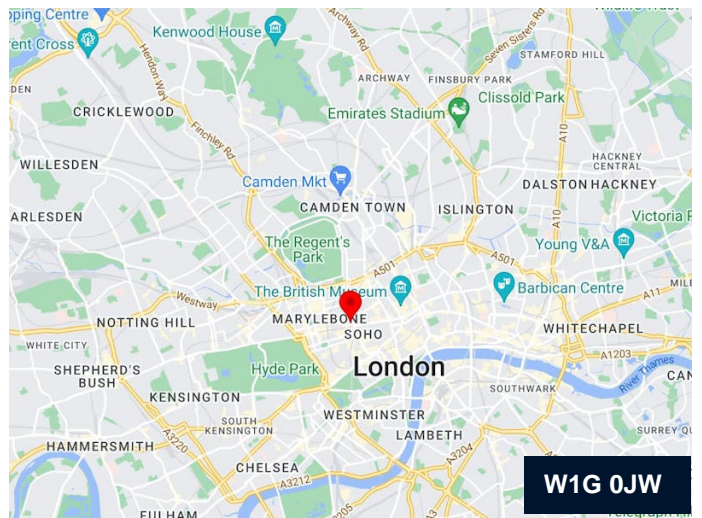 pping Centre
Kenwood House
Archway Rd
Seven Sisters Rd
STAMFORD HILL
rent Cross
Hendon Way
ARCHWAY
FINSBURY PARK
DEN
Clissold Park
Emirates Stadium
CRICKLEWOOD
A10
Finchley Rd
WILLESDEN
HACKNEY
CENTRAL
Camden Mkt
DALSTON
HACKNEY
CAMDEN TOWN
ISLINGTON
ARLESDEN
A10
Victoria P
The Regent's
Park
Young V&A
A501
A501
The British Museum
Barbican Centre
MILE
A11
Westway
NOTTING HILL
MARYLEBONE
SOHO
WHITECHAPEL
WHITE CITY
A1203
London
River Thames
SHEPHERD'S
BUSH
Hyde Park
CAN
KENSINGTON
SOUTHWARK
WESTMINSTER
SOUTH
KENSINGTON
LAMBETH
SURREY QU
A3220
HAMMERSMITH
A3204
CHELSEA
A3212
W1G 0JW
FULHAM
A3205